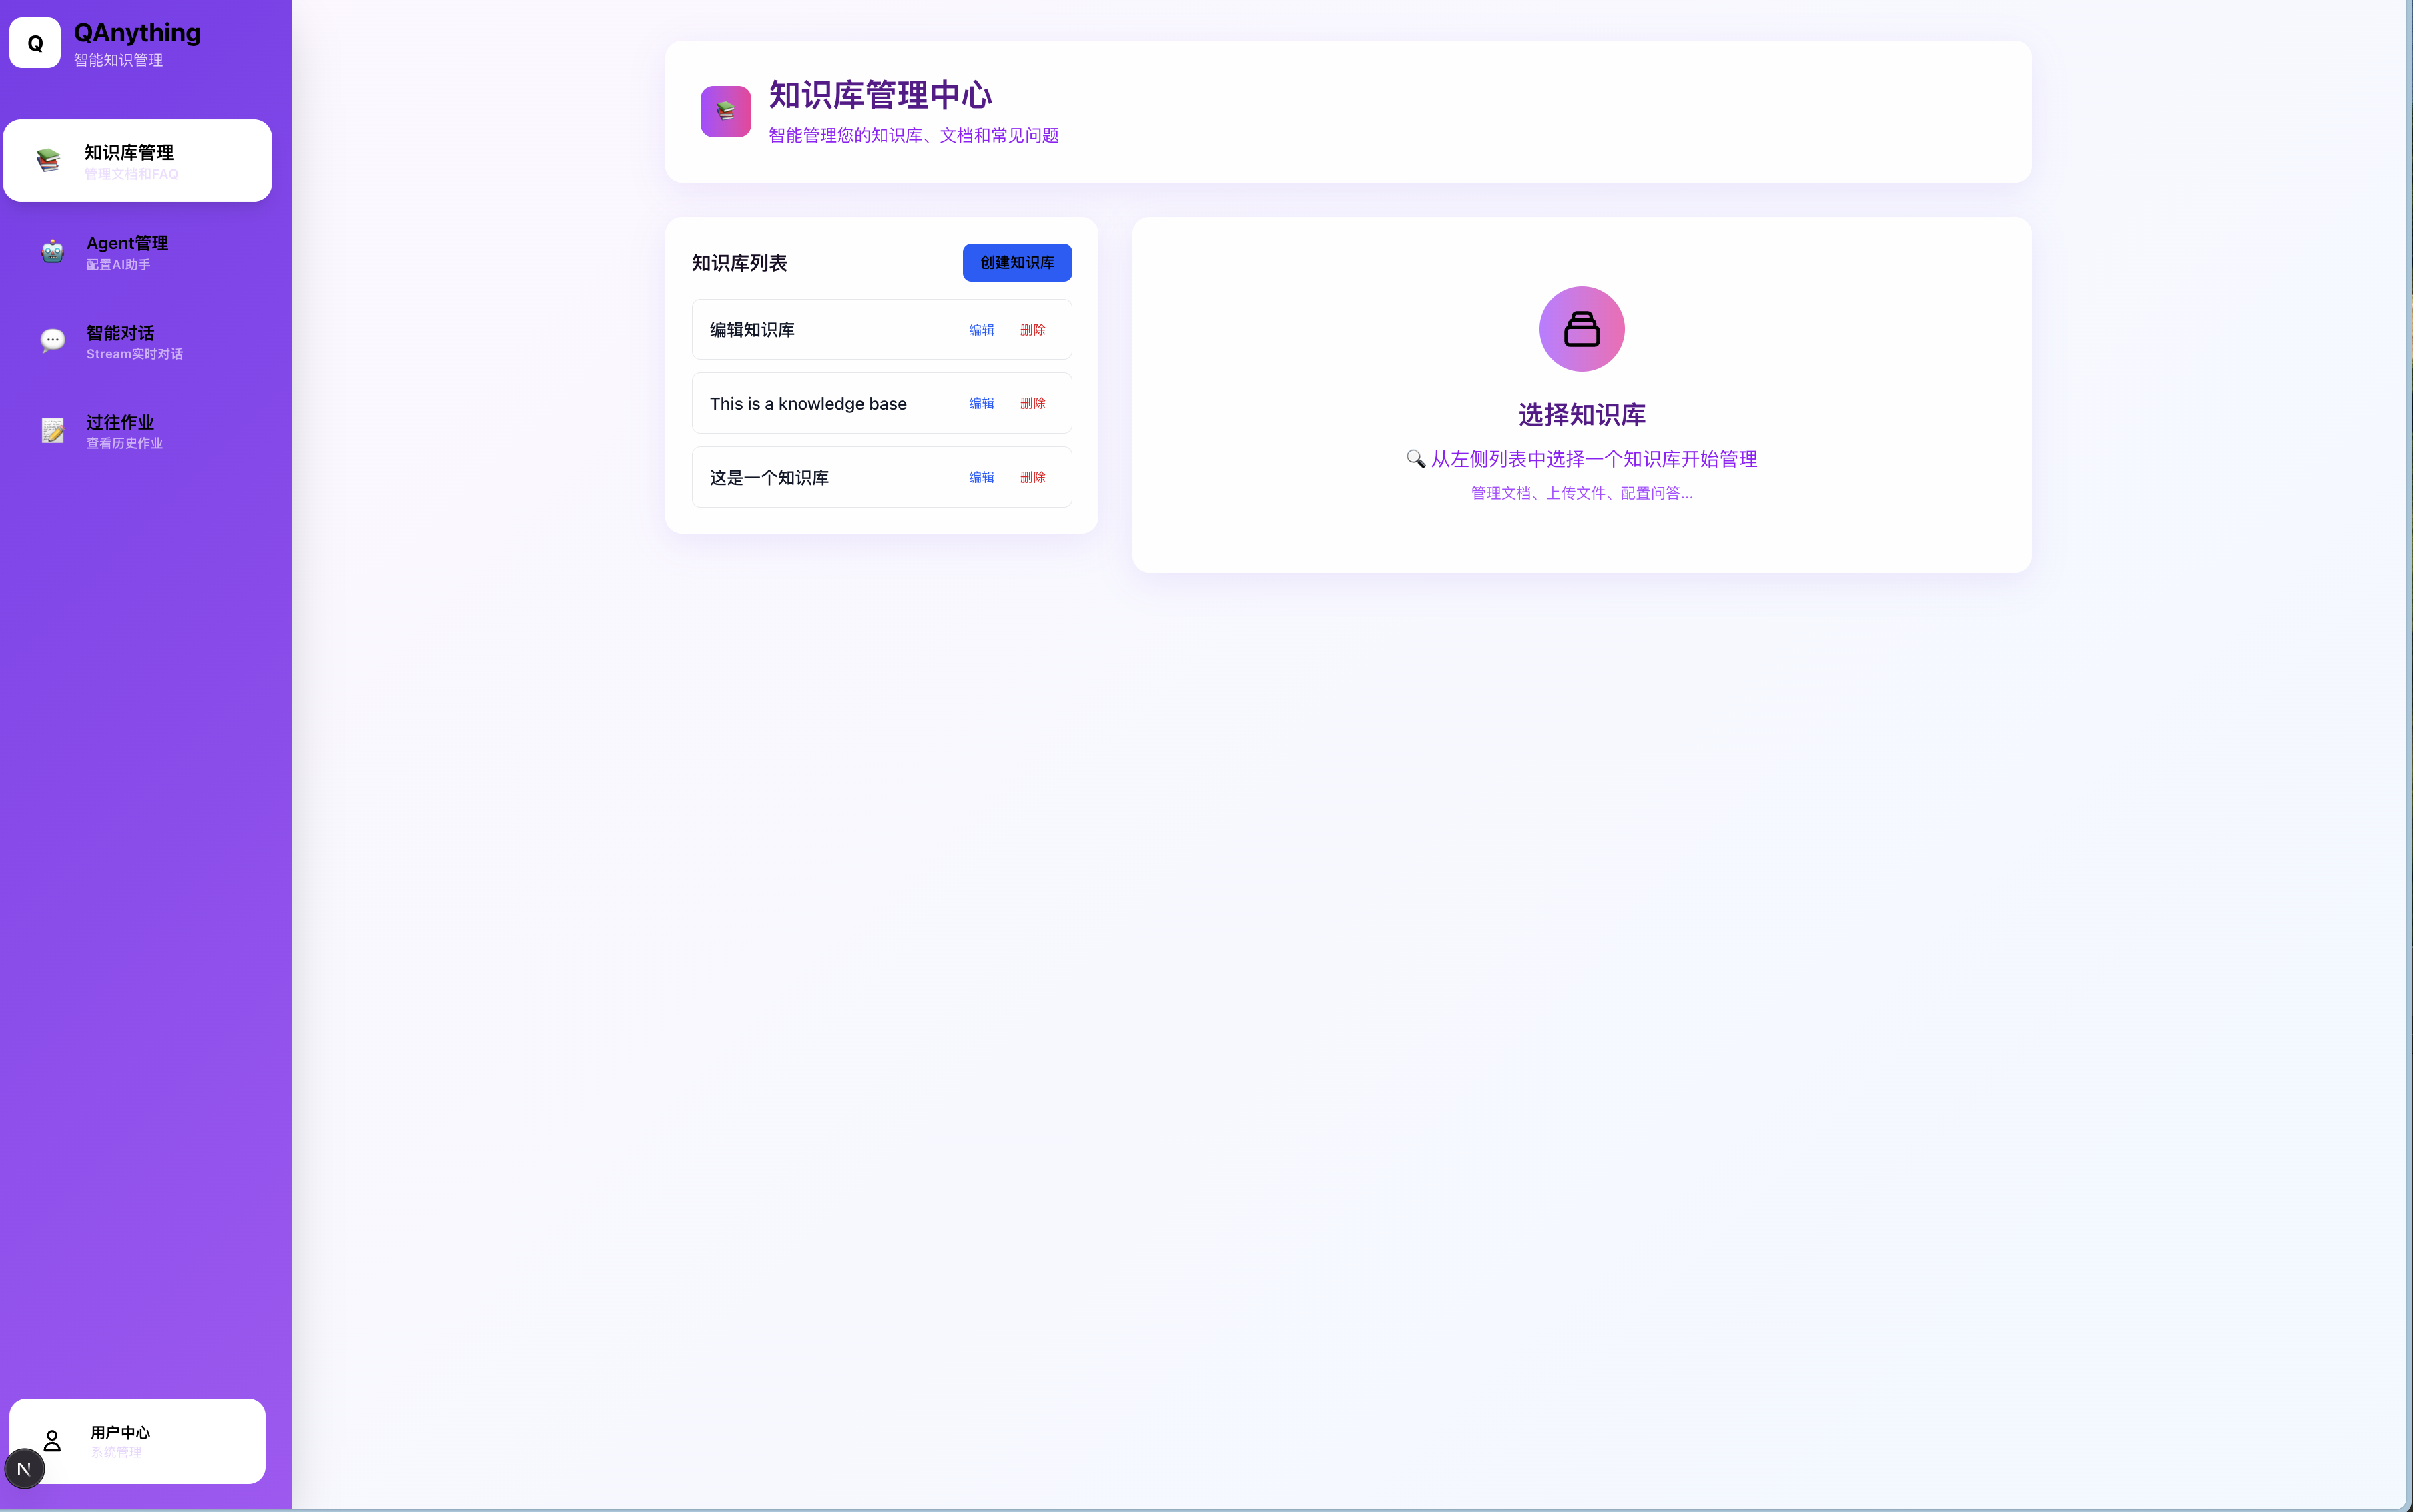 Q
QAnything
智能知识管理
知识库管理
管理文档和FAQ
Agent管理
配置AI助手
智能对话
Stream实时对话
过往作业
查看历史作业
用户中心
系统管理
N
知识库管理中心
智能管理您的知识库、文档和常见问题
知识库列表
创建知识库
编辑知识库 编辑 删除
This is a knowledge base 编辑 删除
这是一个知识库 编辑 删除
选择知识库
从左侧列表中选择一个知识库开始管理
管理文档、上传文件、配置问答...